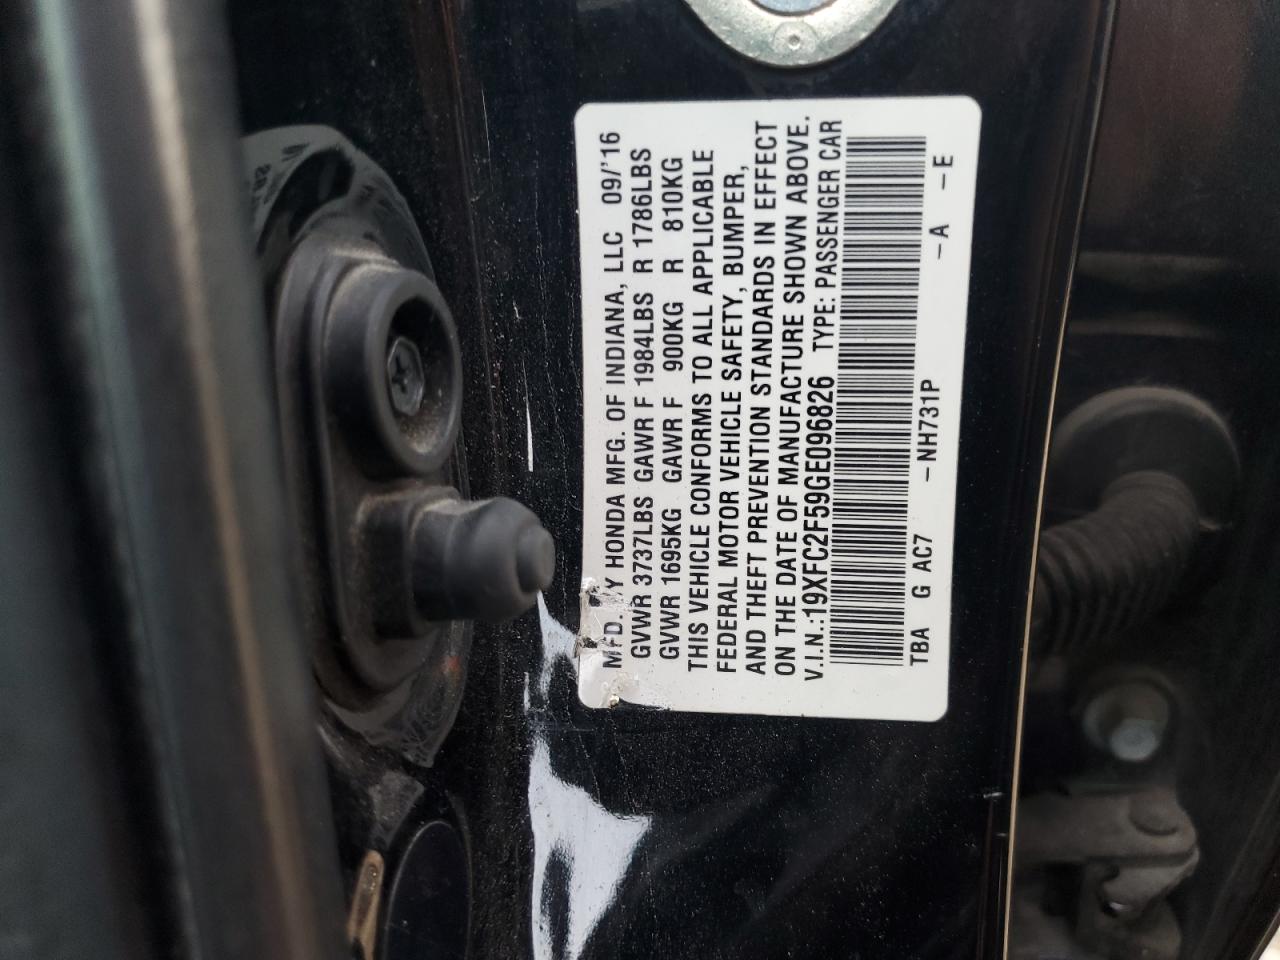 MFD. BY HONDA MFG. OF INDIANA, LLC 09/'16
GVWR 3737LBS GAWR F 1984LBS R 1786LBS
GVWR 1695KG GAWR F 900KG R 810KG
THIS VEHICLE CONFORMS TO ALL APPLICABLE
FEDERAL MOTOR VEHICLE SAFETY, BUMPER,
AND THEFT PREVENTION STANDARDS IN EFFECT
ON THE DATE OF MANUFACTURE SHOWN ABOVE.
V.I.N.:19XFC2F59GE096826 TYPE: PASSENGER CAR
TBA G AC7 -NH731P -A -E